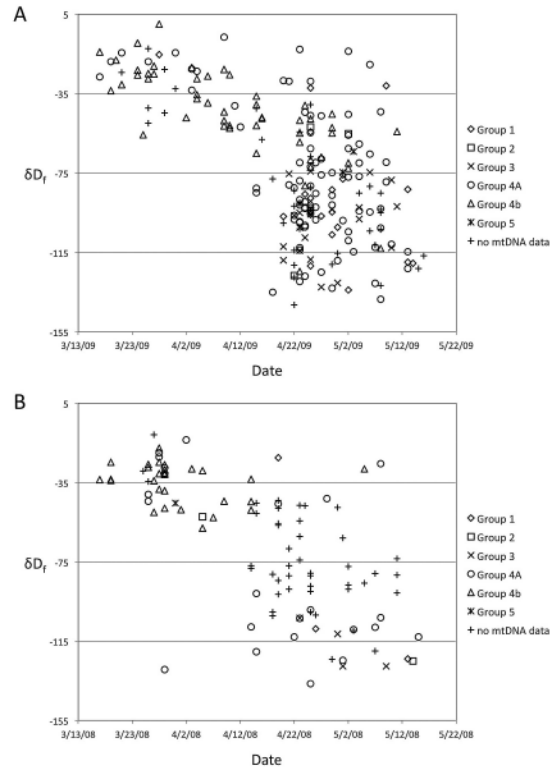 A
5
-35
δDf
-75
-115
-155
3/13/09 3/23/09 4/2/09 4/12/09 4/22/09 5/2/09 5/12/09 5/22/09
Date
Group 1
Group 2
Group 3
Group 4A
Group 4b
Group 5
no mtDNA data
B
5
-35
δDf
-75
-115
-155
3/13/08 3/23/08 4/2/08 4/12/08 4/22/08 5/2/08 5/12/08 5/22/08
Date
Group 1
Group 2
Group 3
Group 4A
Group 4b
Group 5
no mtDNA data